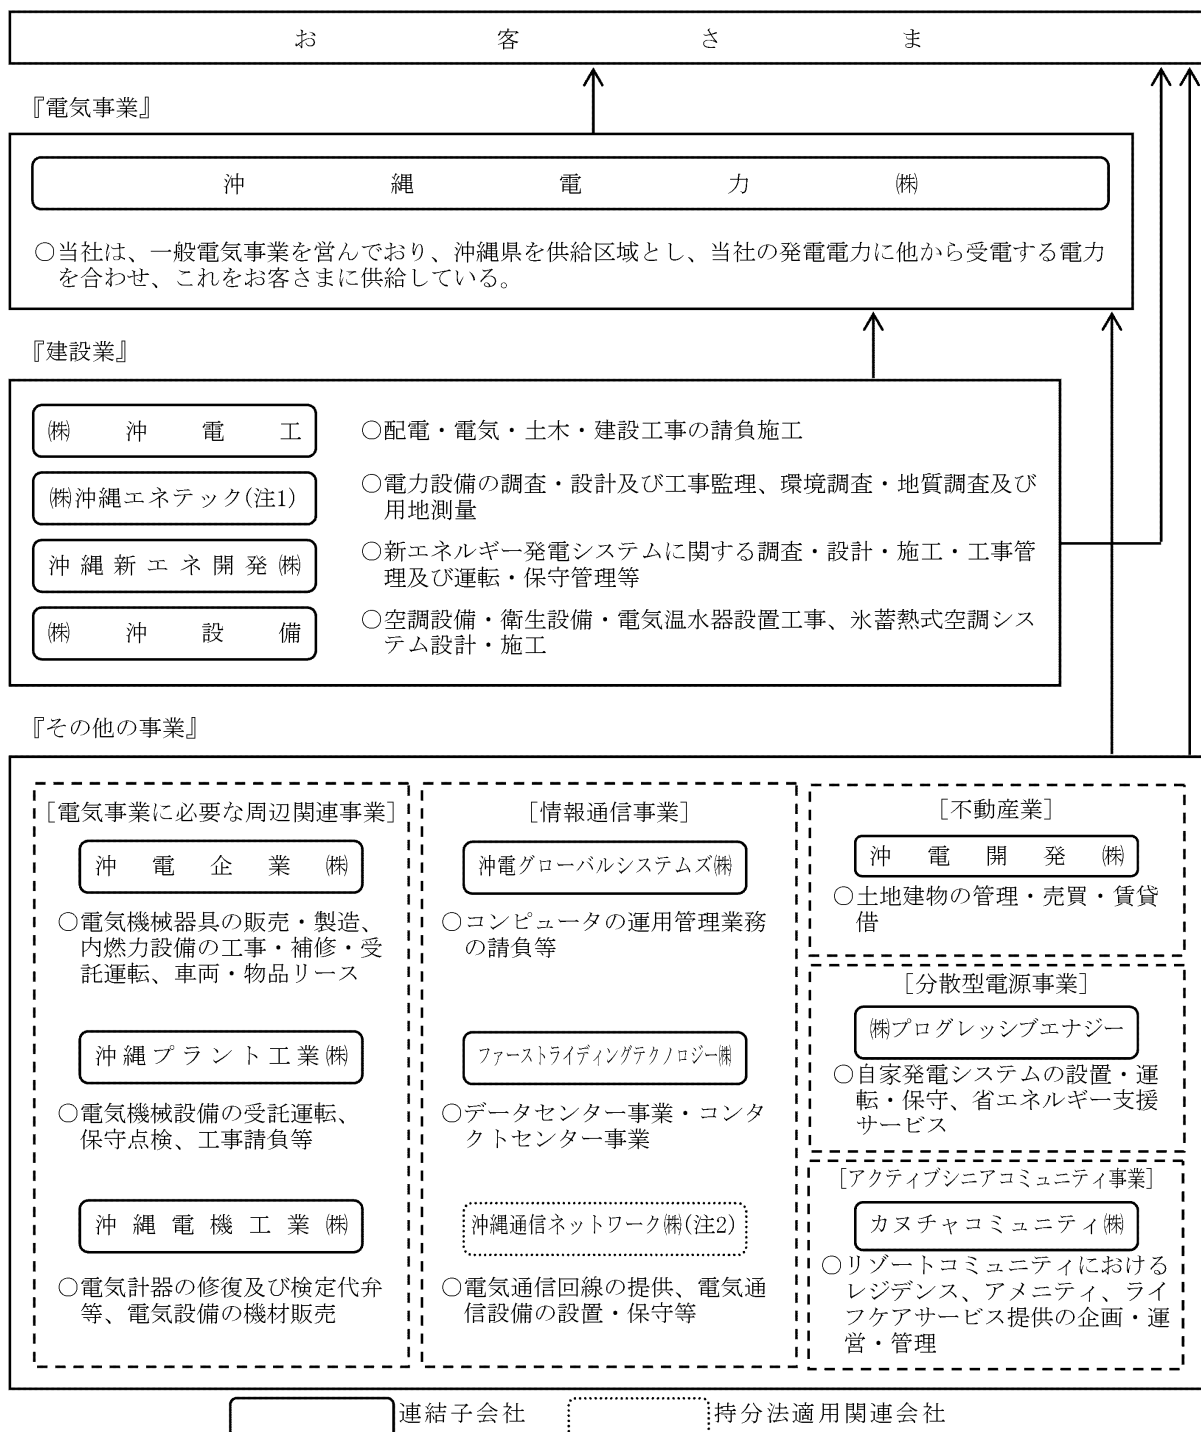 お客さま
『電気事業』
沖縄電力㈱
○当社は、一般電気事業を営んでおり、沖縄県を供給区域とし、当社の発電電力に他から受電する電力
を合わせ、これをお客さまに供給している。
『建設業』
㈱沖電工
○配電・電気・土木・建設工事の請負施工
㈱沖縄エネテック(注1)
○電力設備の調査・設計及び工事監理、環境調査・地質調査及び
用地測量
沖縄新エネ開発㈱
○新エネルギー発電システムに関する調査・設計・施工・工事管
理及び運転・保守管理等
㈱沖設備
○空調設備・衛生設備・電気温水器設置工事、氷蓄熱式空調シス
テム設計・施工
『その他の事業』
[電気事業に必要な周辺関連事業]
沖電企業㈱
○電気機械器具の販売・製造、
内燃力設備の工事・補修・受
託運転、車両・物品リース
沖縄プラント工業㈱
○電気機械設備の受託運転、
保守点検、工事請負等
沖縄電機工業㈱
○電気計器の修復及び検定代弁
等、電気設備の機材販売
[情報通信事業]
沖電グローバルシステムズ㈱
○コンピュータの運用管理業務
の請負等
ファーストライディングテクノロジー㈱
○データセンター事業・コンタ
クトセンター事業
沖縄通信ネットワーク㈱(注2)
○電気通信回線の提供、電気通
信設備の設置・保守等
[不動産業]
沖電開発㈱
○土地建物の管理・売買・賃貸
借
[分散型電源事業]
㈱プログレッシブエナジー
○自家発電システムの設置・運
転・保守、省エネルギー支援
サービス
[アクティブシニアコミュニティ事業]
カヌチャコミュニティ㈱
○リゾートコミュニティにおける
レジデンス、アメニティ、ライ
フケアサービス提供の企画・運
営・管理
連結子会社
持分法適用関連会社